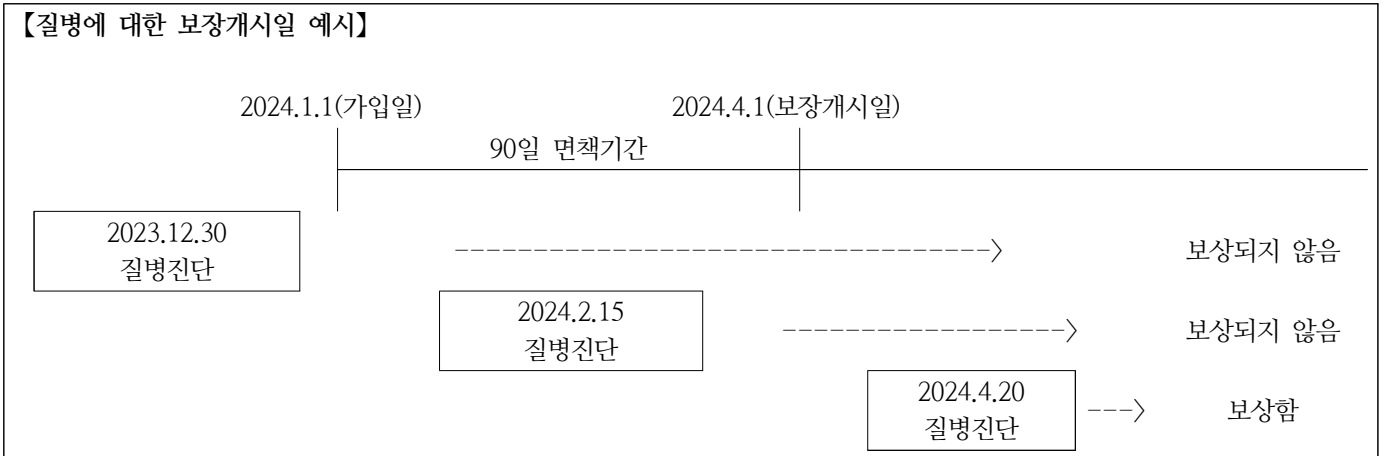 【질병에 대한 보장개시일 예시】
2024.1.1(가입일) 2024.4.1(보장개시일)
90일 면책기간
2023.12.30
질병진단
---------------------------------->
보상되지 않음
2024.2.15
질병진단
------------------>
보상되지 않음
2024.4.20
질병진단
--->
보상함